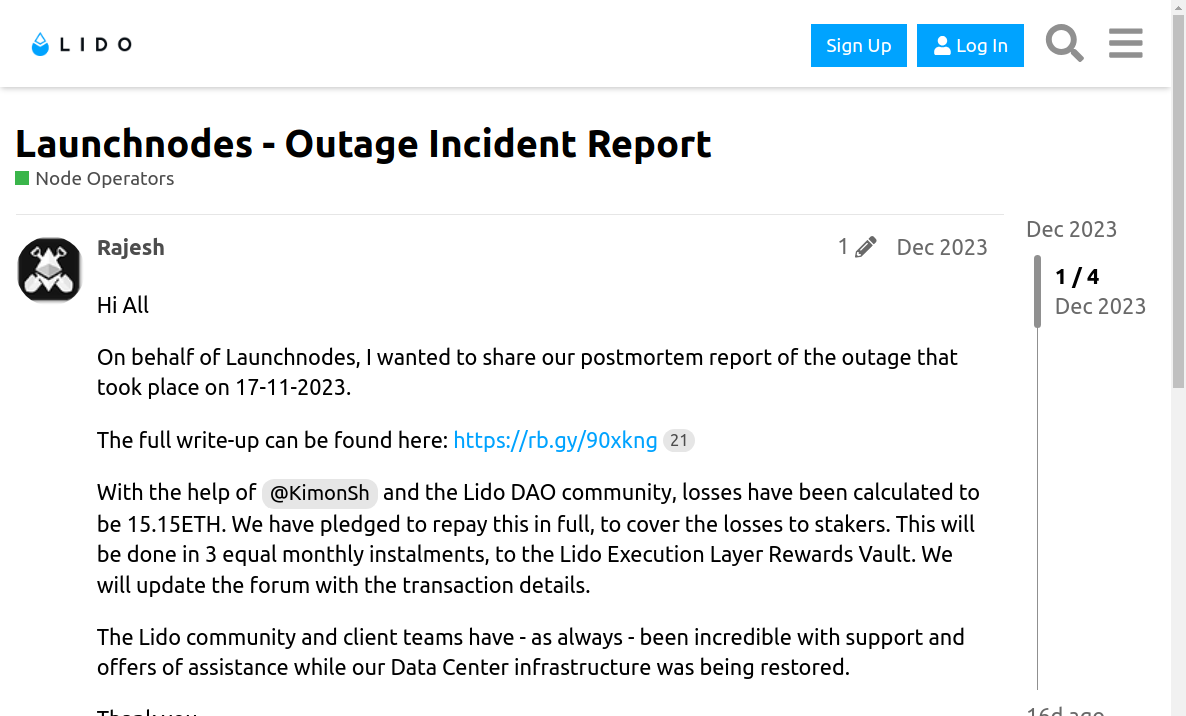 LIDO
Sign Up
Log In
Launchnodes - Outage Incident Report
Node Operators
Rajesh
1
Dec 2023
Hi All
On behalf of Launchnodes, I wanted to share our postmortem report of the outage that
took place on 17-11-2023.
The full write-up can be found here: https://rb.gy/90xkng 21
With the help of @KimonSh and the Lido DAO community, losses have been calculated to
be 15.15ETH. We have pledged to repay this in full, to cover the losses to stakers. This will
be done in 3 equal monthly instalments, to the Lido Execution Layer Rewards Vault. We
will update the forum with the transaction details.
The Lido community and client teams have - as always - been incredible with support and
offers of assistance while our Data Center infrastructure was being restored.
Thank you
Dec 2023
1 / 4
Dec 2023
16d ago